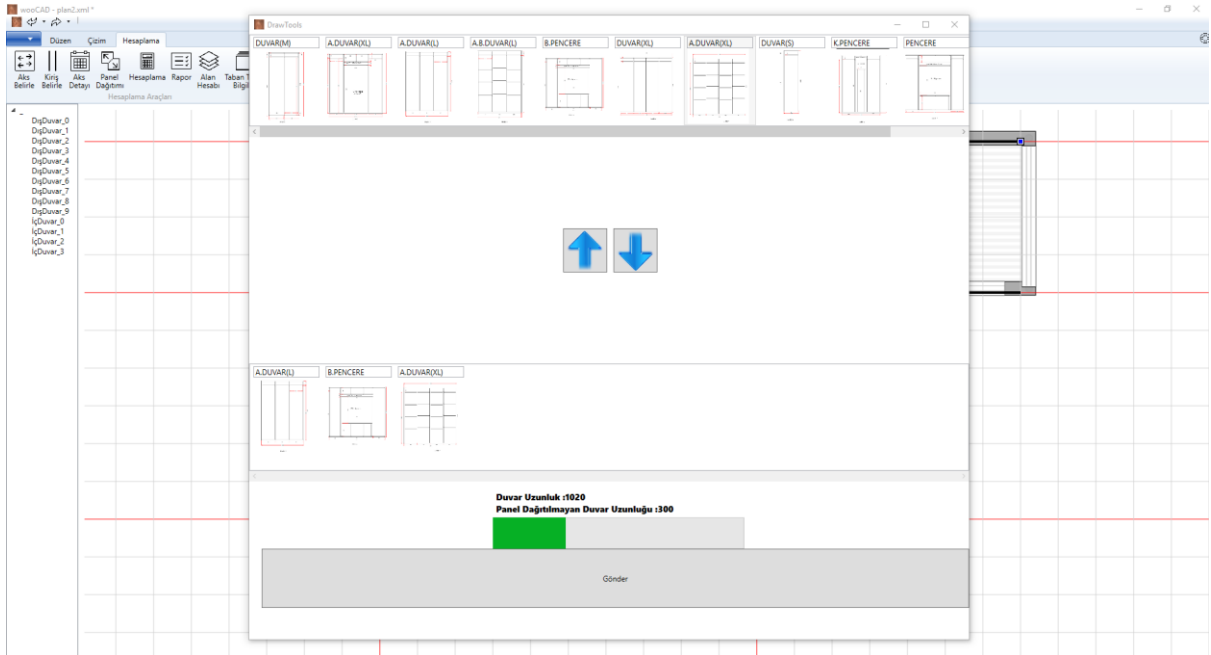 wooCAD - plan2.xml *
DrawTools
Düzen Çizim Hesaplama
Aks Belirle
Kiriş Belirle
Aks Detayı
Panel Dağıtımı
Hesaplama
Rapor
Alan Hesabı
Hesaplama Araçları
DUVAR(M) A.DUVAR(XL) A.DUVAR(L) A.B.DUVAR(L) B.PENCERE DUVAR(XL) A.DUVAR(XL) DUVAR(S) K.PENCERE PENCERE
DışDuvar_0
DışDuvar_1
DışDuvar_2
DışDuvar_3
DışDuvar_4
DışDuvar_5
DışDuvar_6
DışDuvar_7
DışDuvar_8
DışDuvar_9
İçDuvar_0
İçDuvar_1
İçDuvar_2
İçDuvar_3
A.DUVAR(L) B.PENCERE A.DUVAR(XL)
Duvar Uzunluk :1020
Panel Dağıtılmayan Duvar Uzunluğu :300
Gönder